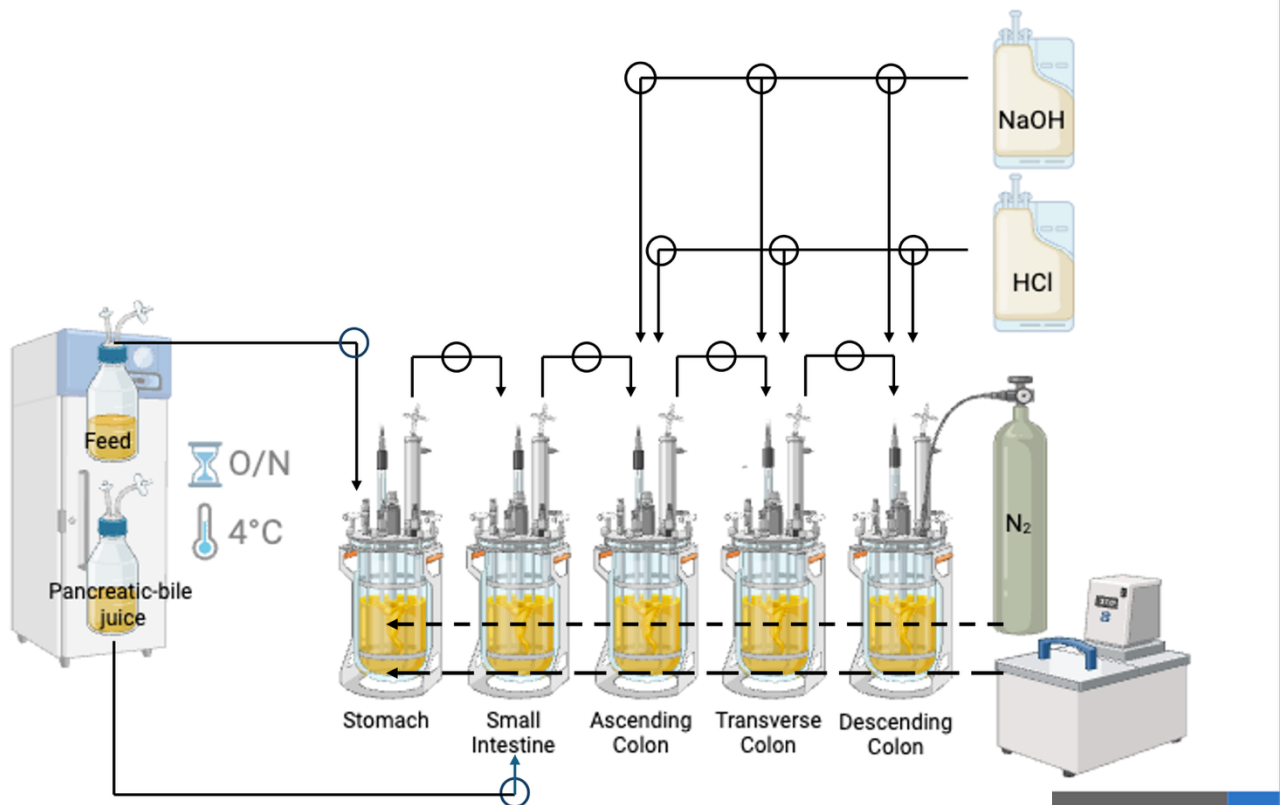 NaOH
HCl
Feed
O/N
4°C
Pancreatic-bile
juice
N₂
Stomach
Small
Intestine
Ascending
Colon
Transverse
Colon
Descending
Colon